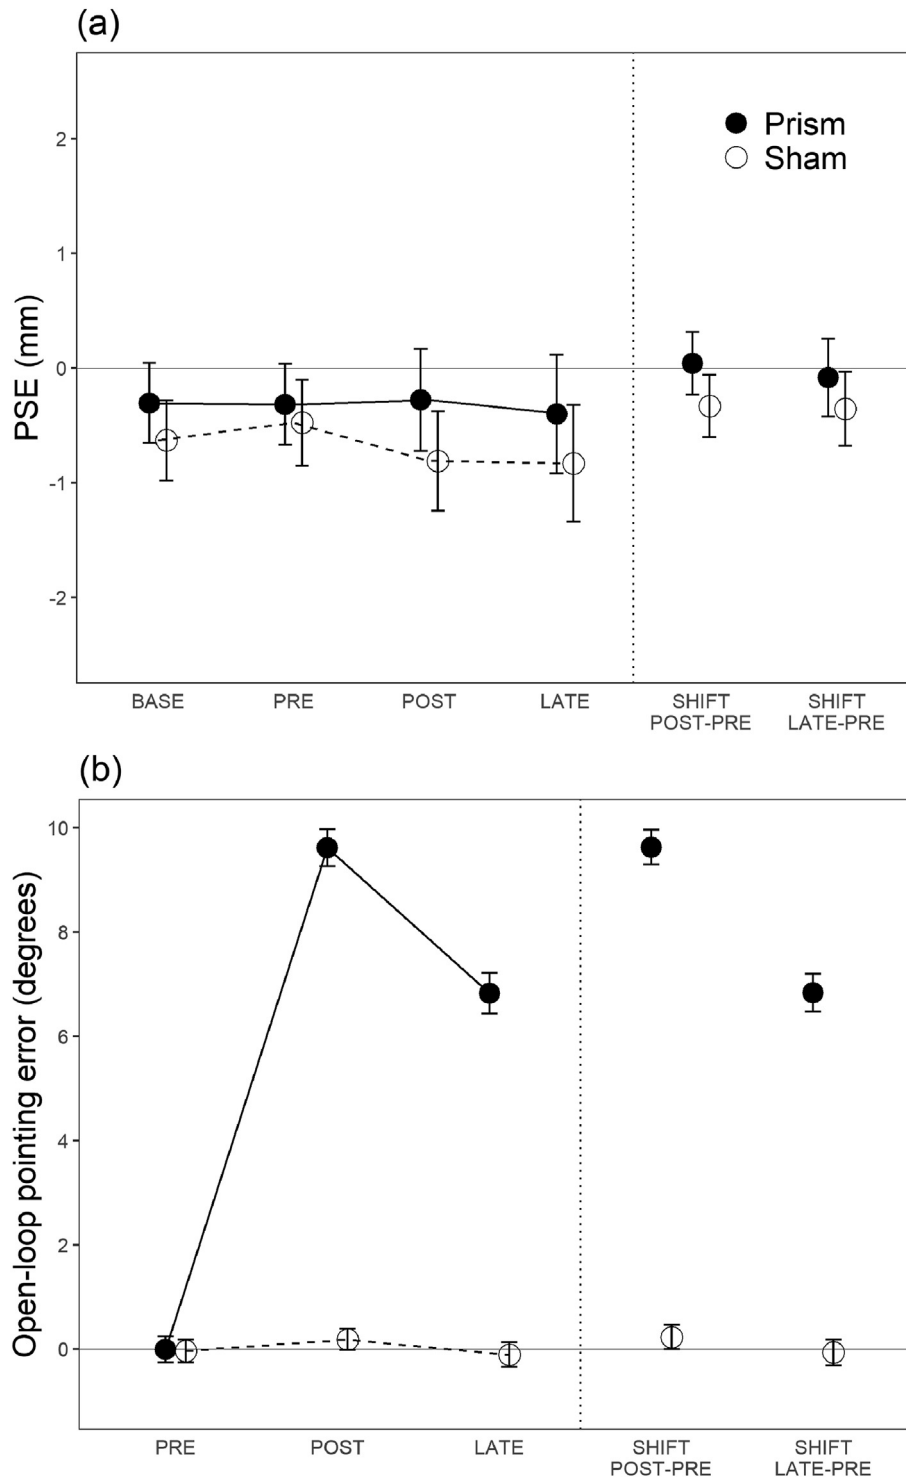 (a)
Prism
Sham
PSE (mm)
2
1
0
-1
-2
BASE
PRE
POST
LATE
SHIFT
POST-PRE
SHIFT
LATE-PRE
(b)
Open-loop pointing error (degrees)
10
8
6
4
2
0
PRE
POST
LATE
SHIFT
POST-PRE
SHIFT
LATE-PRE